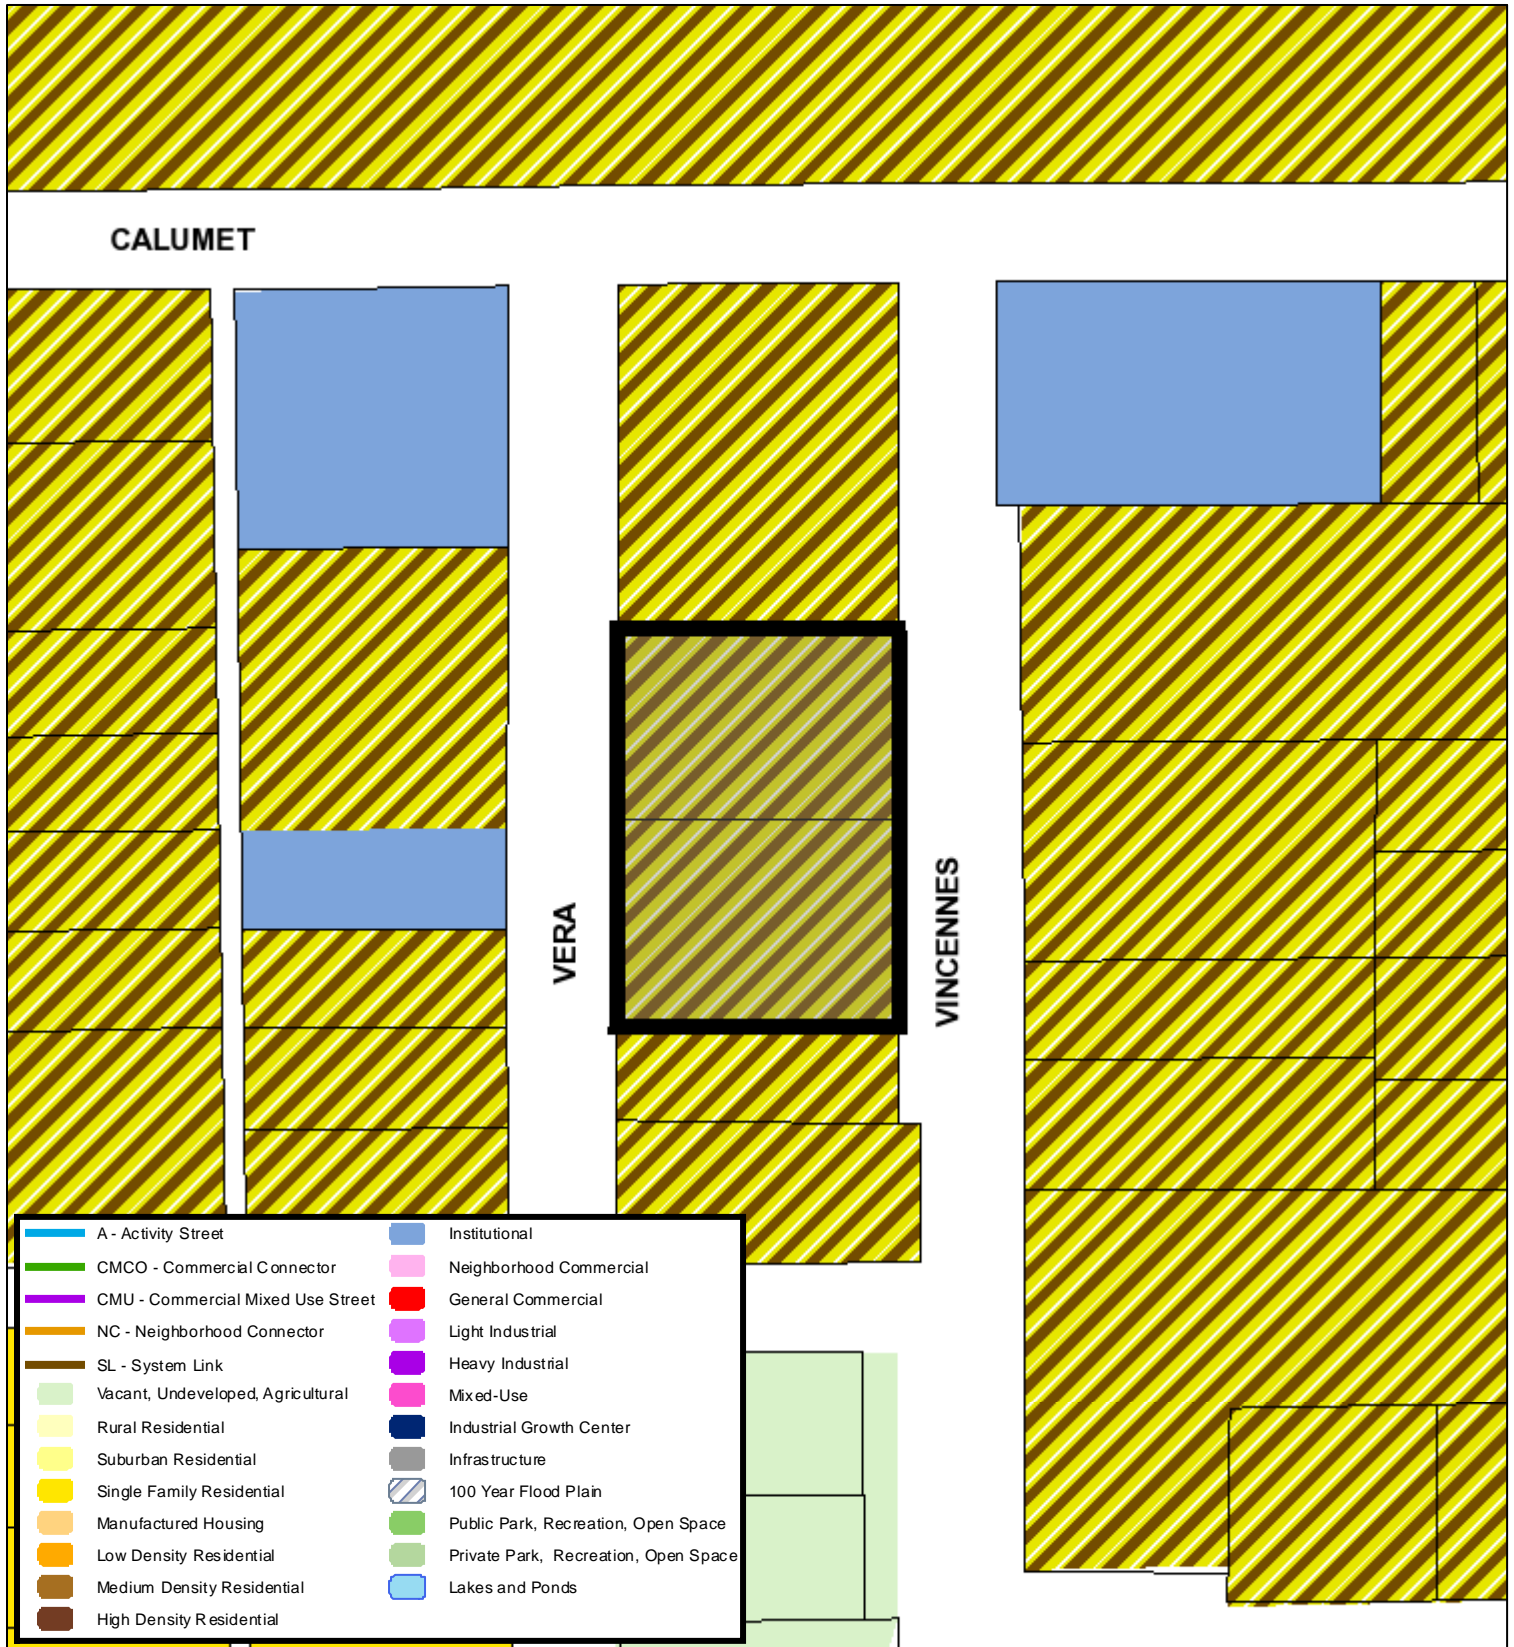 CALUMET
VERA
VINCENNES
A - Activity Street
CMCO - Commercial Connector
CMU - Commercial Mixed Use Street
NC - Neighborhood Connector
SL - System Link
Vacant, Undeveloped, Agricultural
Rural Residential
Suburban Residential
Single Family Residential
Manufactured Housing
Low Density Residential
Medium Density Residential
High Density Residential
Institutional
Neighborhood Commercial
General Commercial
Light Industrial
Heavy Industrial
Mixed-Use
Industrial Growth Center
Infrastructure
100 Year Flood Plain
Public Park, Recreation, Open Space
Private Park, Recreation, Open Space
Lakes and Ponds